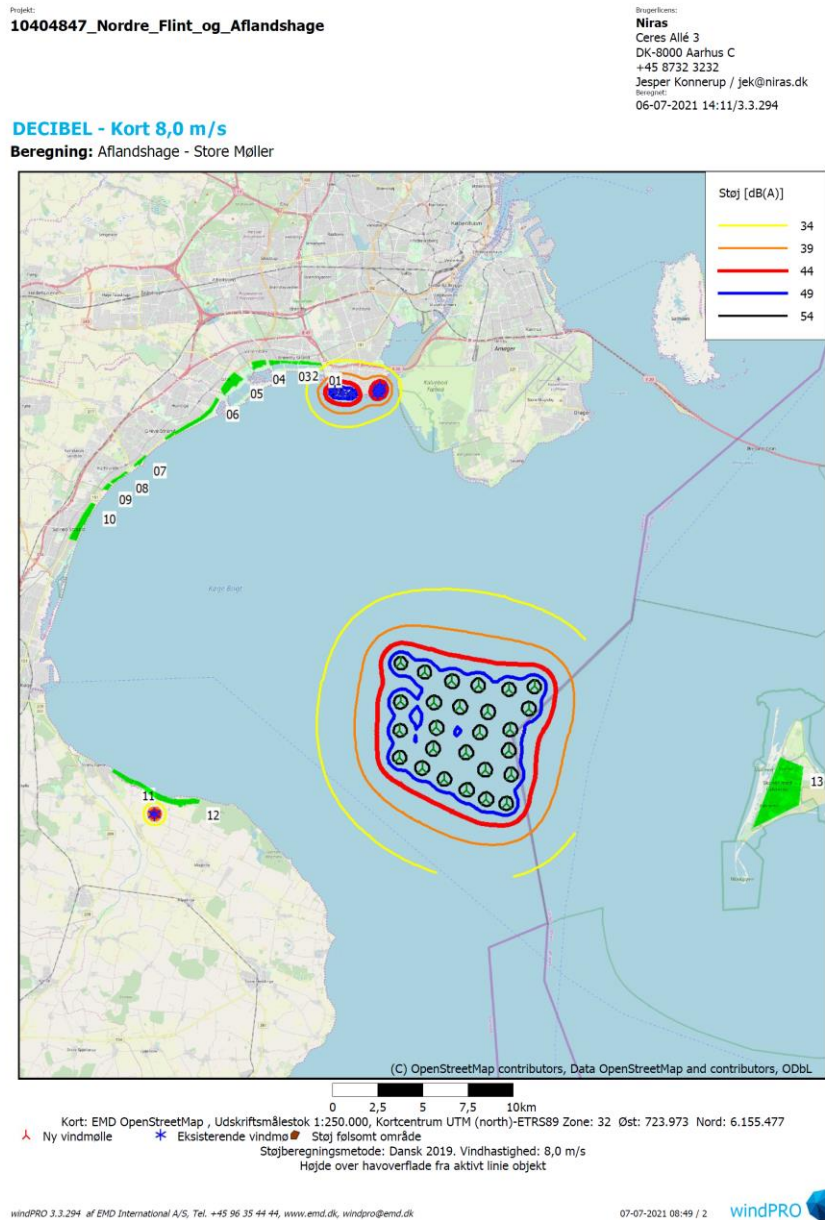 Projekt:
10404847_Nordre_Flint_og_Aflandshage
Brugerlicens:
Niras
Ceres Allé 3
DK-8000 Aarhus C
+45 8732 3232
Jesper Konnerup / jek@niras.dk
Beregnet:
06-07-2021 14:11/3.3.294
DECIBEL - Kort 8,0 m/s
Beregning: Aflandshage - Store Møller
Støj [dB(A)]
34
39
44
49
54
01
032
04
05
06
07
08
09
10
Køge Bugt
11
12
13
(C) OpenStreetMap contributors, Data OpenStreetMap and contributors, ODbL
0 2,5 5 7,5 10km
Kort: EMD OpenStreetMap , Udskriftsmålestok 1:250.000, Kortcentrum UTM (north)-ETRS89 Zone: 32 Øst: 723.973 Nord: 6.155.477
Ny vindmølle Eksisterende vindmø Støj følsomt område
Støjberegningsmetode: Dansk 2019. Vindhastighed: 8,0 m/s
Højde over havoverflade fra aktivt linie objekt
windPRO 3.3.294 af EMD International A/S, Tel. +45 96 35 44 44, www.emd.dk, windpro@emd.dk
07-07-2021 08:49 / 2
windPRO